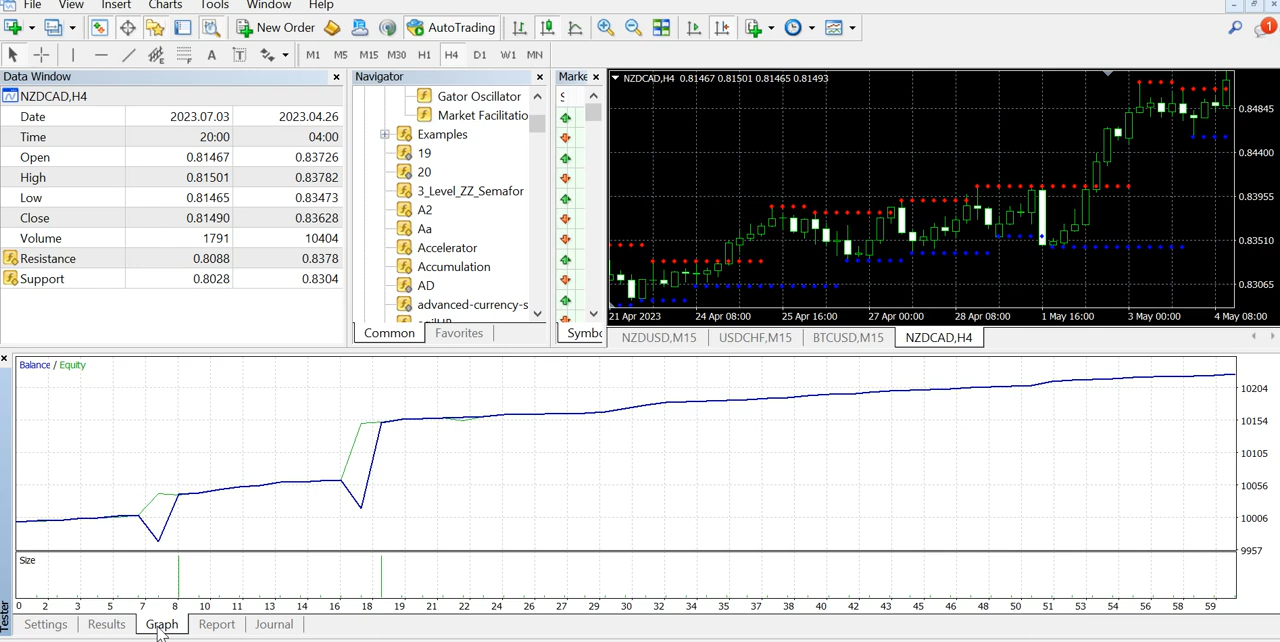 File View Insert Charts Tools Window Help
New Order AutoTrading
M1 M5 M15 M30 H1 H4 D1 W1 MN
Data Window
NZDCAD,H4
Date 2023.07.03 2023.04.26
Time 20:00 04:00
Open 0.81467 0.83726
High 0.81501 0.83782
Low 0.81465 0.83473
Close 0.81490 0.83628
Volume 1791 10404
Resistance 0.8088 0.8378
Support 0.8028 0.8304
Navigator
Gator Oscillator
Market Facilitatio
Examples
19
20
3_Level_ZZ_Semafor
A2
Aa
Accelerator
Accumulation
AD
advanced-currency-s
Common Favorites
Marke
S
Symbo
NZDCAD,H4 0.81467 0.81501 0.81465 0.81493
0.84845
0.84400
0.83955
0.83510
0.83065
21 Apr 2023 24 Apr 08:00 25 Apr 16:00 27 Apr 00:00 28 Apr 08:00 1 May 16:00 3 May 00:00 4 May 08:00
NZDUSD,M15 USDCHF,M15 BTCUSD,M15 NZDCAD,H4
Balance / Equity
10204
10154
10105
10056
10006
9957
Size
0 2 3 5 7 8 10 11 13 14 16 18 19 21 22 24 26 27 29 30 32 34 35 37 38 40 42 43 45 46 48 50 51 53 54 56 58 59
Tester
Settings Results Graph Report Journal
1